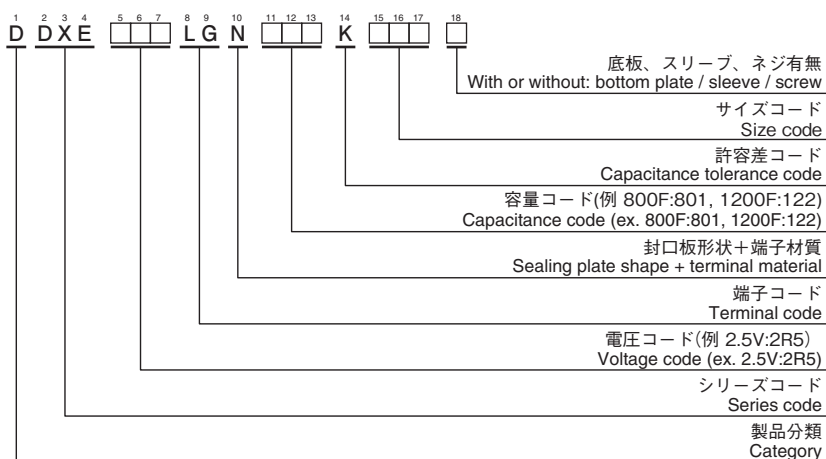 1 2 3 4 5 6 7 8 9 10 11 12 13 14 15 16 17 18
D DXE □□□ LG N □□□ K □□□ □
底板、スリーブ、ネジ有無
With or without: bottom plate / sleeve / screw
サイズコード
Size code
許容差コード
Capacitance tolerance code
容量コード(例 800F:801, 1200F:122)
Capacitance code (ex. 800F:801, 1200F:122)
封口板形状＋端子材質
Sealing plate shape + terminal material
端子コード
Terminal code
電圧コード(例 2.5V:2R5)
Voltage code (ex. 2.5V:2R5)
シリーズコード
Series code
製品分類
Category